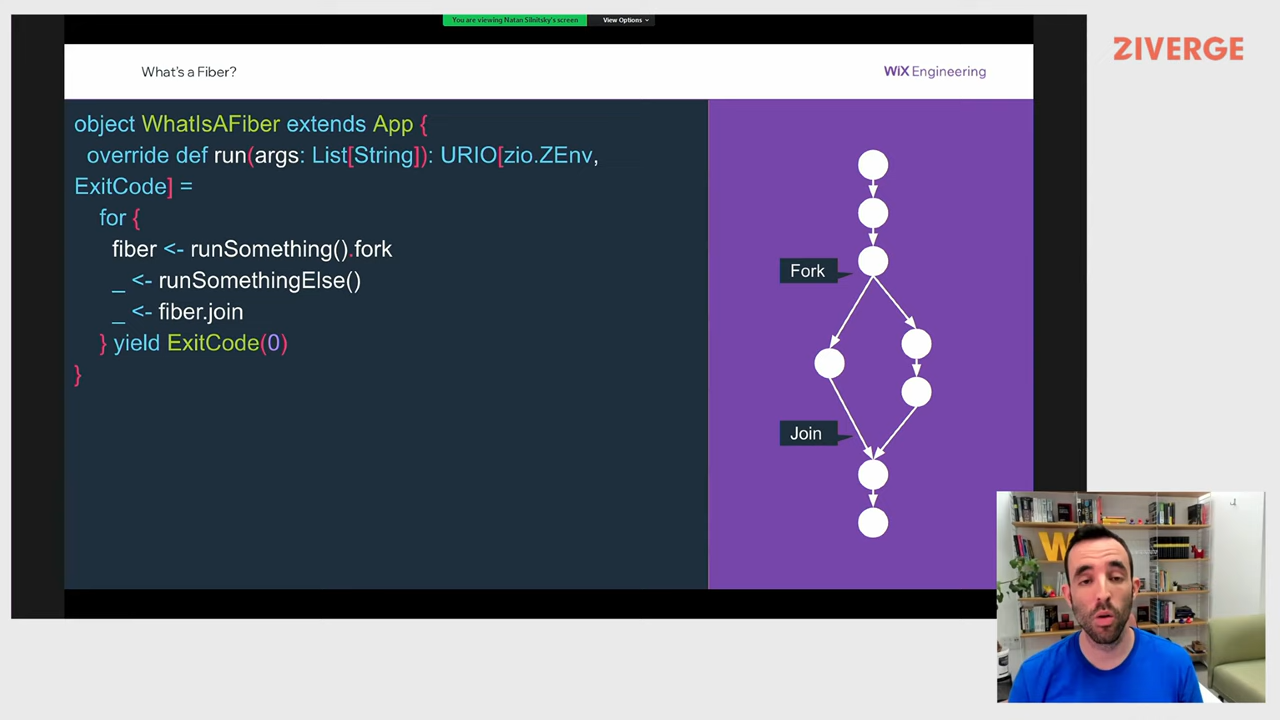 You are viewing Natan Silnitsky's screen
View Options
ZIVERGE
What's a Fiber?
WiX Engineering
object WhatIsAFiber extends App {
override def run(args: List[String]): URIO[zio.ZEnv,
ExitCode] =
for {
fiber <- runSomething().fork
_ <- runSomethingElse()
_ <- fiber.join
} yield ExitCode(0)
}
Fork
Join
W